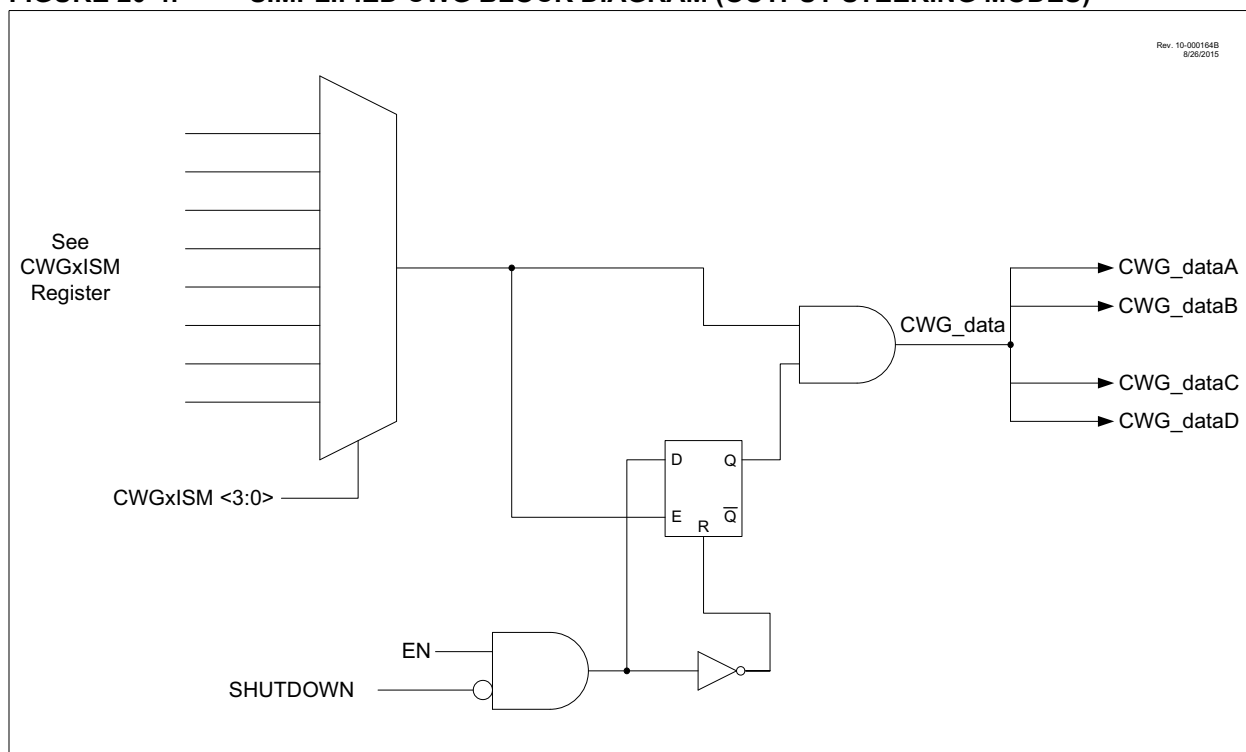 Rev. 10-000164B
8/26/2015
See
CWGxISM
Register
CWGxISM <3:0>
CWG_data
CWG_dataA
CWG_dataB
CWG_dataC
CWG_dataD
D
Q
E
R
Q̅
EN
SHUTDOWN